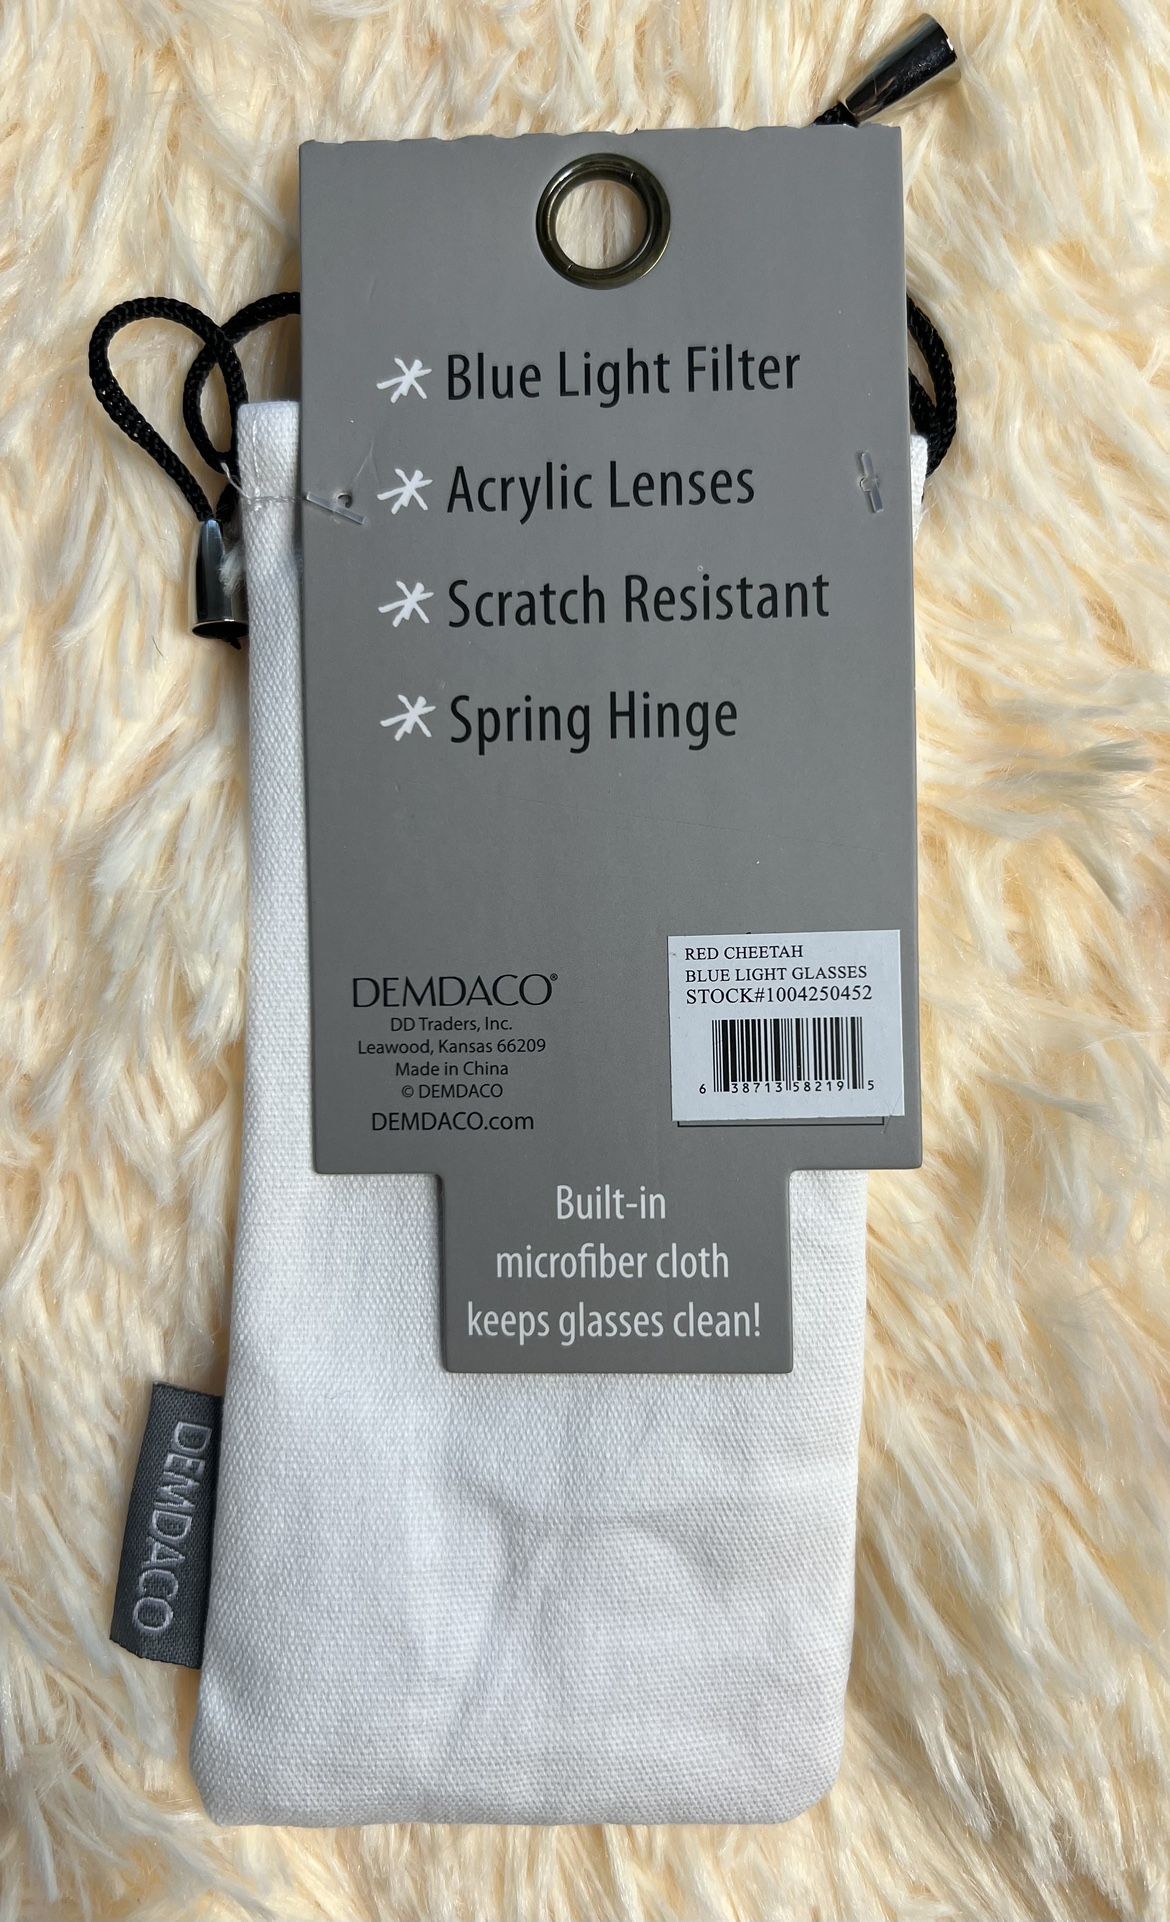 Blue Light Filter
Acrylic Lenses
Scratch Resistant
Spring Hinge
DEMDACO®
DD Traders, Inc.
Leawood, Kansas 66209
Made in China
© DEMDACO
DEMDACO.com
RED CHEETAH
BLUE LIGHT GLASSES
STOCK#1004250452
6 38713 58219 5
Built-in
microfiber cloth
keeps glasses clean!
DEMDACO